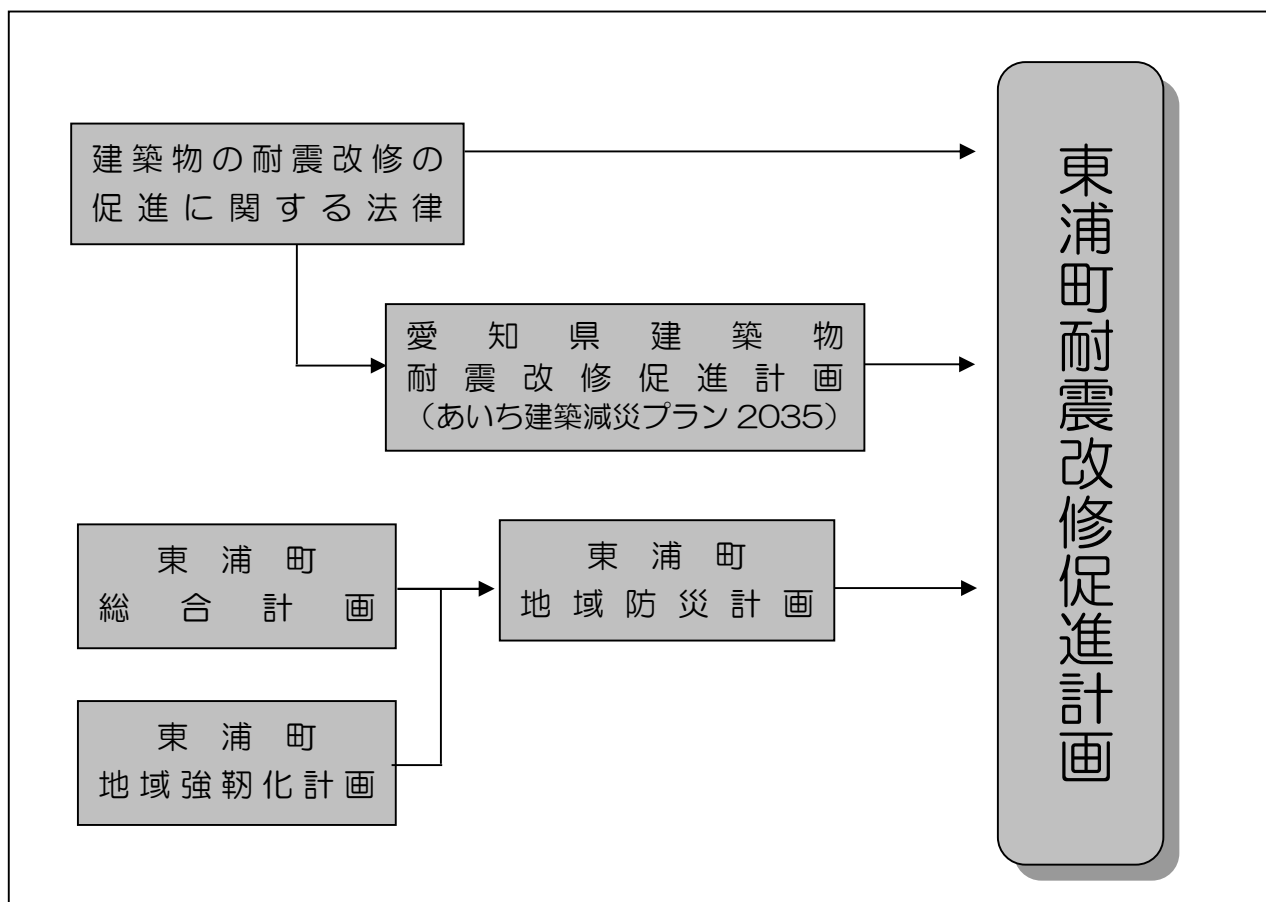 建築物の耐震改修の
促進に関する法律
愛知県建築物
耐震改修促進計画
（あいち建築減災プラン2035）
東浦町
総合計画
東浦町
地域防災計画
東浦町
地域強靭化計画
東浦町耐震改修促進計画